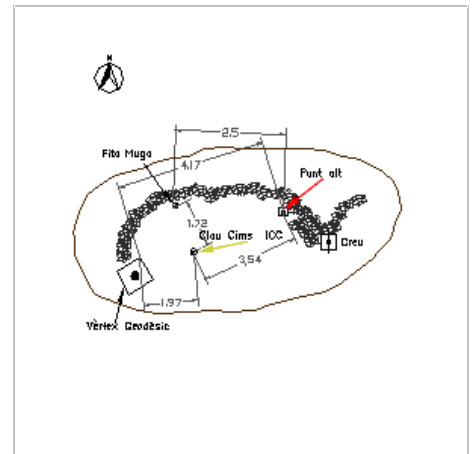 N
2.5
Fita Muga
4.17
Punt alt
1.72
Clau Cims ICC
Creu
3.54
1.97
Vèrtex Geodèsic